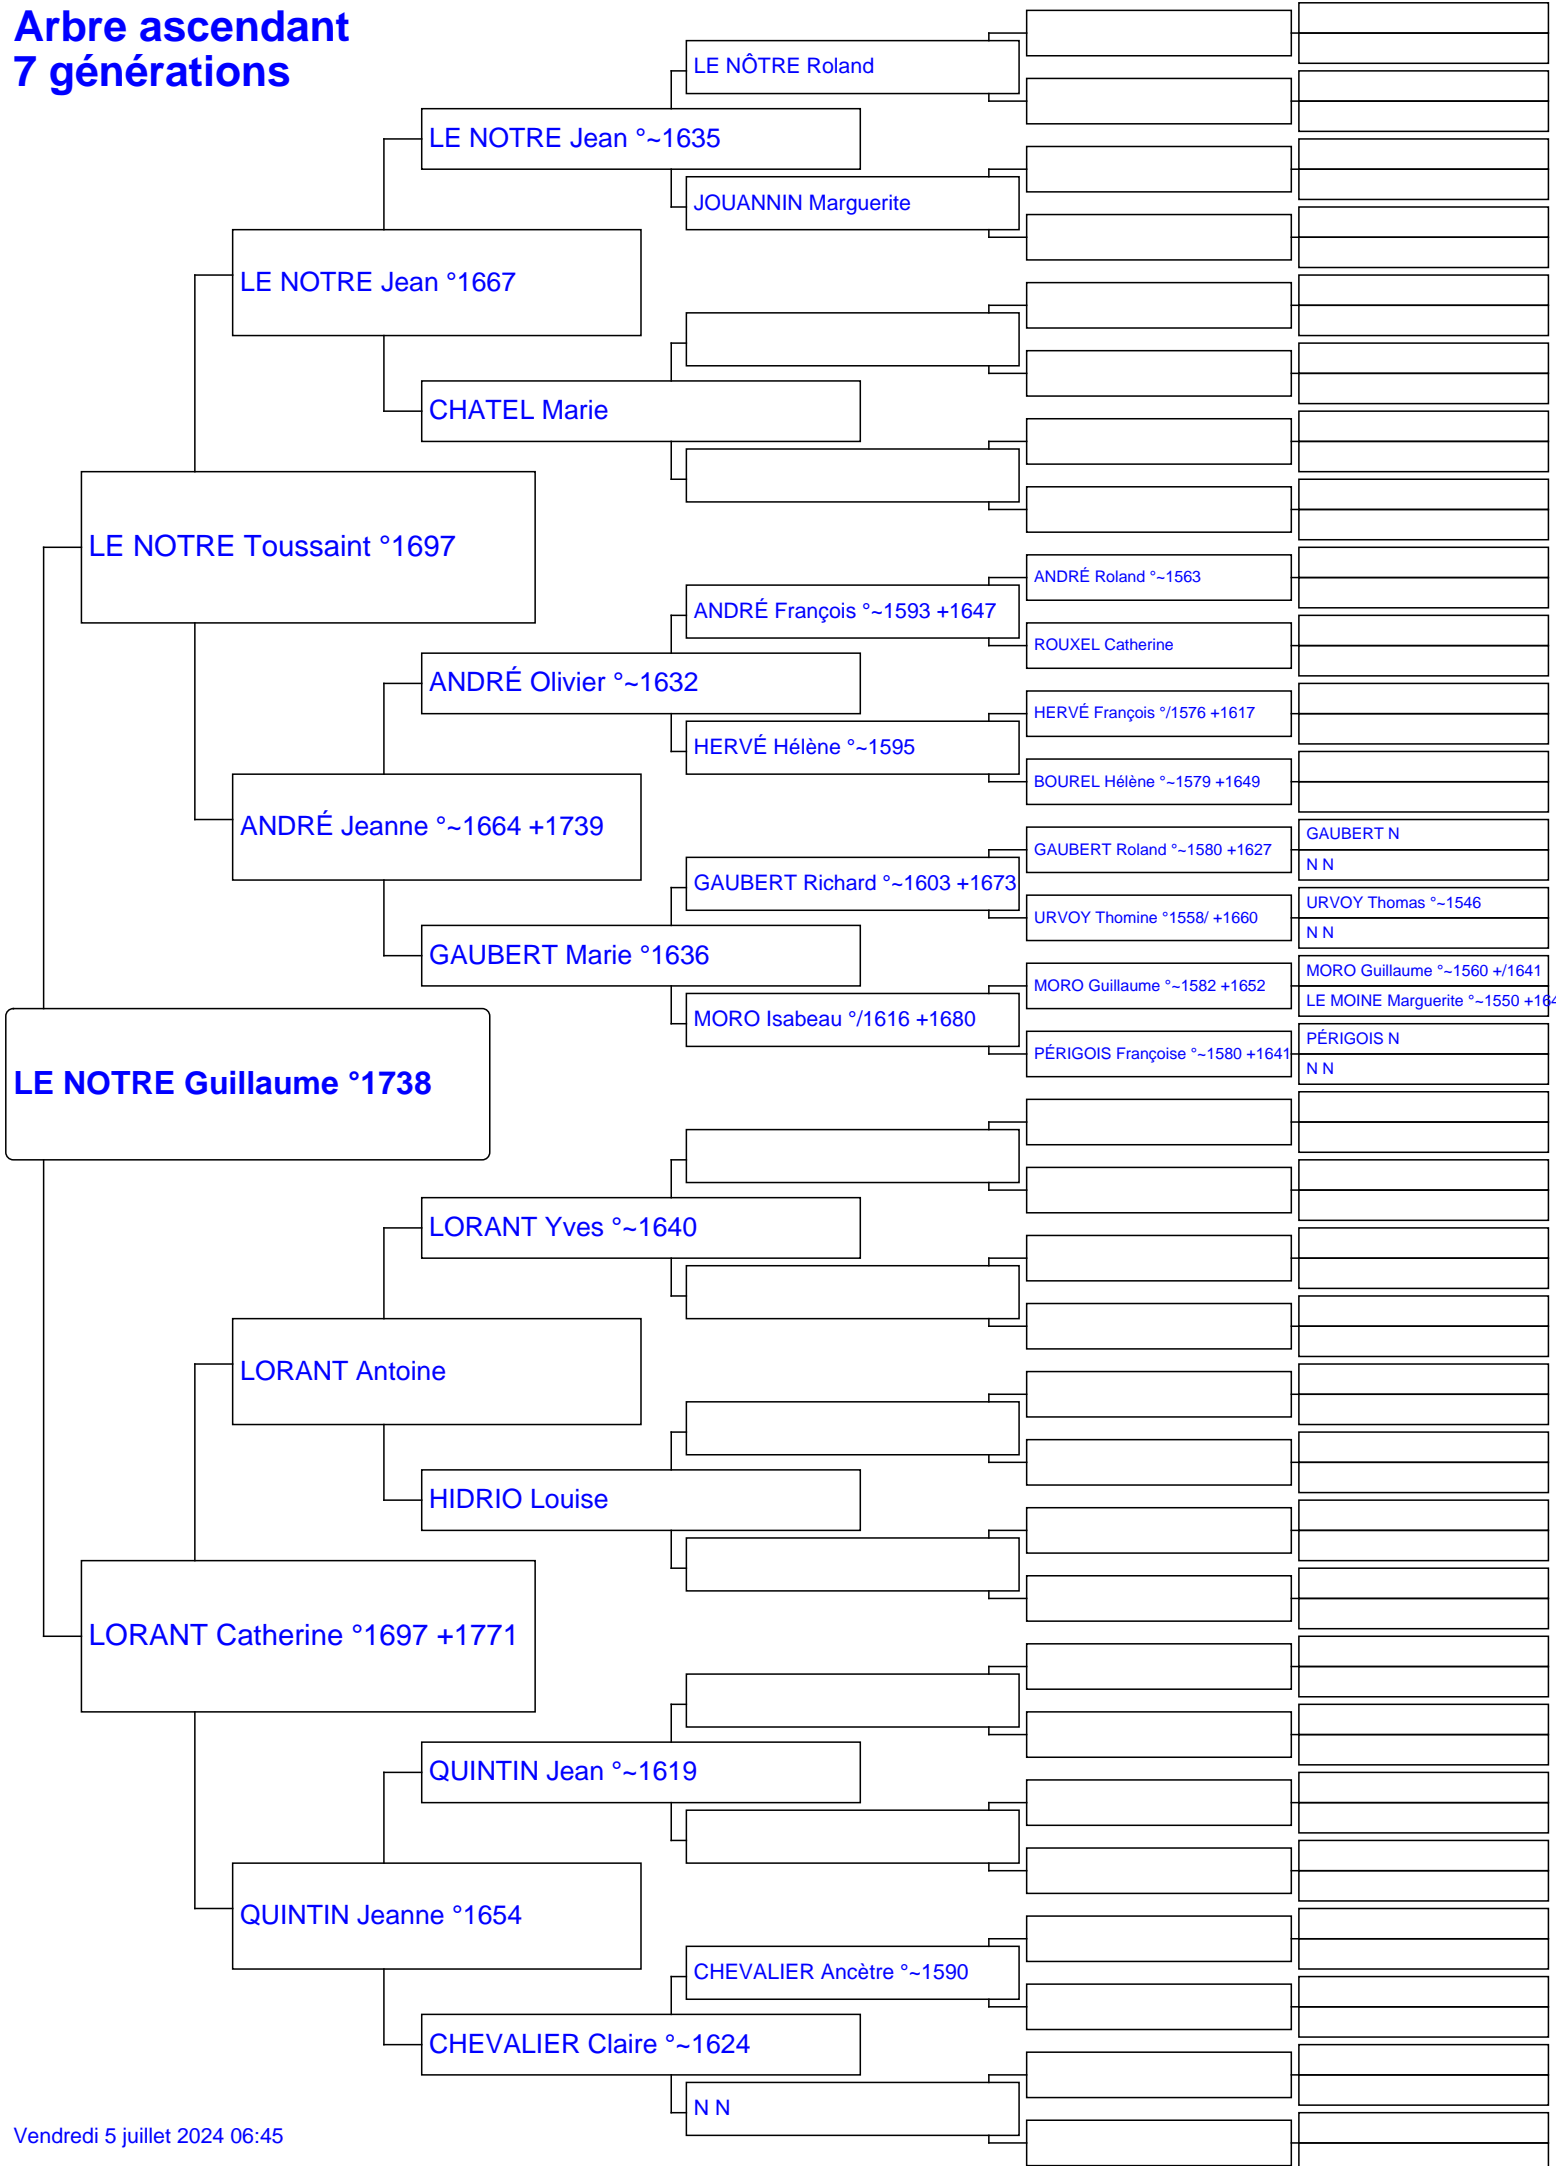 Arbre ascendant
7 générations
LE NÔTRE Roland
LE NOTRE Jean °~1635
JOUANNIN Marguerite
LE NOTRE Jean °1667
CHATEL Marie
LE NOTRE Toussaint °1697
ANDRÉ Roland °~1563
ANDRÉ François °~1593 +1647
ROUXEL Catherine
ANDRÉ Olivier °~1632
HERVÉ François °/1576 +1617
HERVÉ Hélène °~1595
BOUREL Hélène °~1579 +1649
ANDRÉ Jeanne °~1664 +1739
GAUBERT N
GAUBERT Roland °~1580 +1627
N N
GAUBERT Richard °~1603 +1673
URVOY Thomas °~1546
URVOY Thomine °1558/ +1660
N N
GAUBERT Marie °1636
MORO Guillaume °~1560 +/1641
MORO Guillaume °~1582 +1652
LE MOINE Marguerite °~1550 +164
MORO Isabeau °/1616 +1680
PÉRIGOIS N
PÉRIGOIS Françoise °~1580 +1641
N N
LE NOTRE Guillaume °1738
LORANT Yves °~1640
LORANT Antoine
HIDRIO Louise
LORANT Catherine °1697 +1771
QUINTIN Jean °~1619
QUINTIN Jeanne °1654
CHEVALIER Ancètre °~1590
CHEVALIER Claire °~1624
N N
Vendredi 5 juillet 2024 06:45